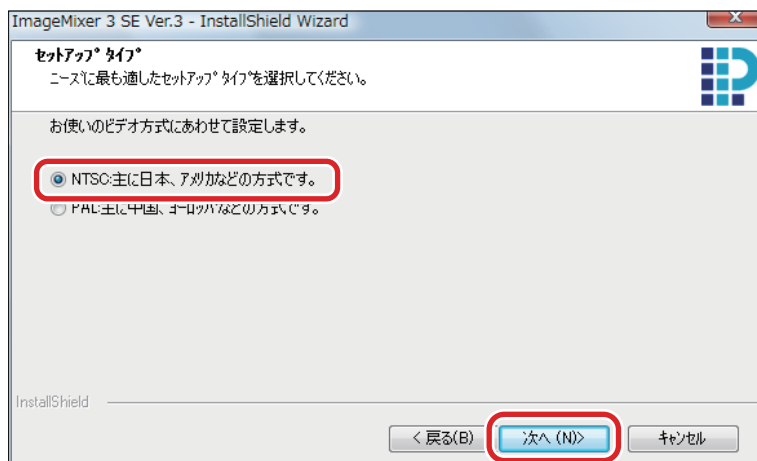 ImageMixer 3 SE Ver.3 - InstallShield Wizard
セットアップ タイプ
ニーズに最も適したセットアップ タイプを選択してください。
お使いのビデオ方式にあわせて設定します。
NTSC:主に日本、アメリカなどの方式です。
PAL:主に中国、ヨーロッパなどの方式です。
InstallShield
< 戻る(B)
次へ (N)>
キャンセル